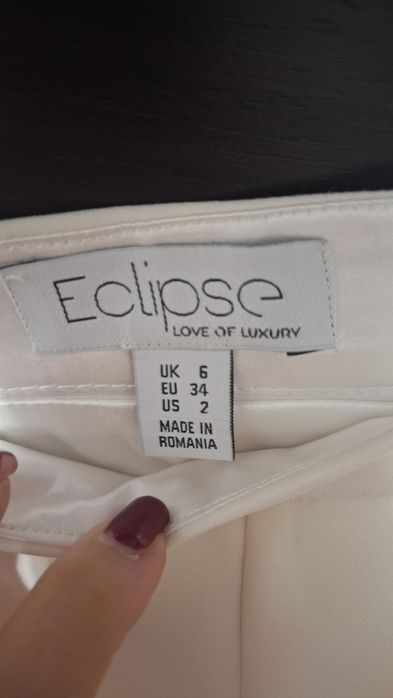 Eclipse
LOVE OF LUXURY
UK 6
EU 34
US 2
MADE IN
ROMANIA